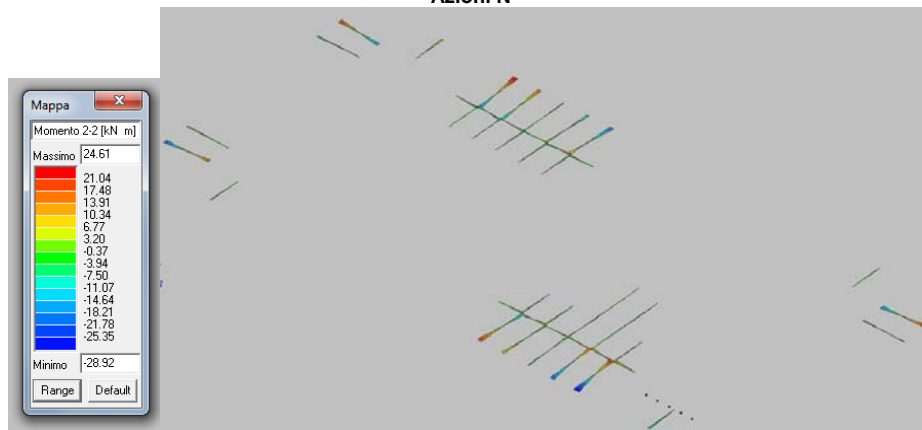 Azioni N
Mappa
Momento 2-2 [kN m]
Massimo 24.61
21.04
17.48
13.91
10.34
6.77
3.20
-0.37
-3.94
-7.50
-11.07
-14.64
-18.21
-21.78
-25.35
Minimo -28.92
Range Default